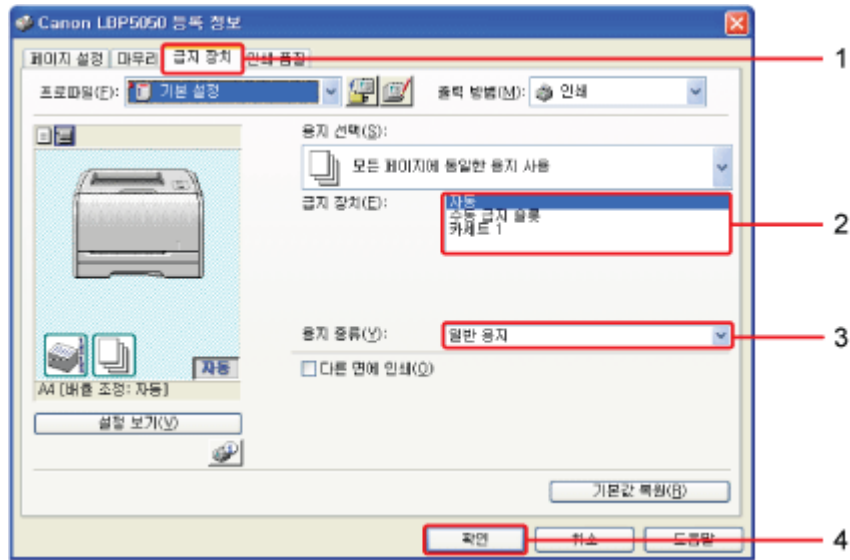 Canon LBP5050 등록 정보
페이지 설정 마무리 급지 장치 인쇄 품질
1
프로파일(F): 기본 설정 출력 방법(M): 인쇄
용지 선택(S):
모든 페이지에 동일한 용지 사용
급지 장치(E): 자동
수동 급지 슬롯
카세트 1
2
용지 종류(Y): 일반 용지
3
자동
다른 면에 인쇄(O)
A4 [배율 조정: 자동]
설정 보기(V)
기본값 복원(R)
확인 취소 도움말
4